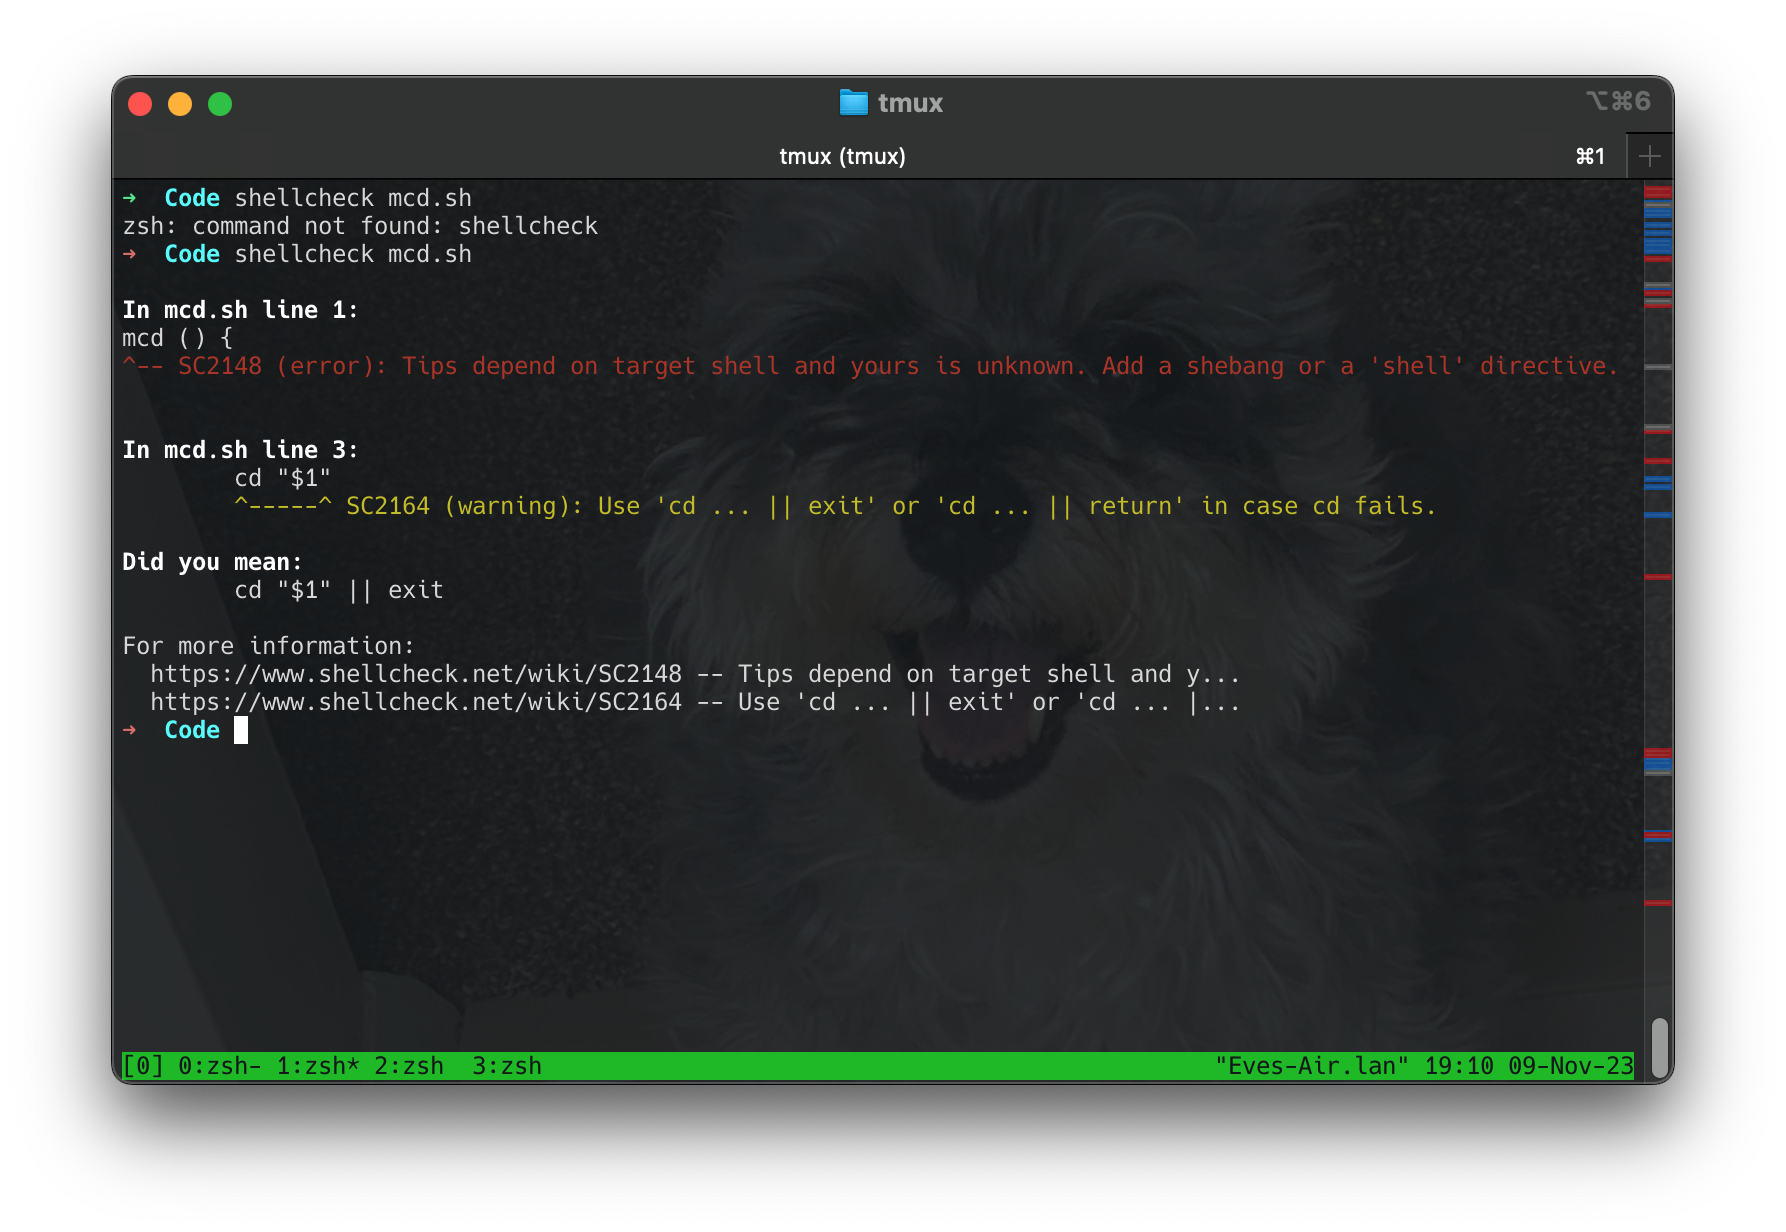 tmux
⌥⌘6
tmux (tmux)
⌘1
→ Code shellcheck mcd.sh
zsh: command not found: shellcheck
→ Code shellcheck mcd.sh
In mcd.sh line 1:
mcd () {
^-- SC2148 (error): Tips depend on target shell and yours is unknown. Add a shebang or a 'shell' directive.
In mcd.sh line 3:
cd "$1"
^-----^ SC2164 (warning): Use 'cd ... || exit' or 'cd ... || return' in case cd fails.
Did you mean:
cd "$1" || exit
For more information:
https://www.shellcheck.net/wiki/SC2148 -- Tips depend on target shell and y...
https://www.shellcheck.net/wiki/SC2164 -- Use 'cd ... || exit' or 'cd ... |...
→ Code
[0] 0:zsh- 1:zsh* 2:zsh  3:zsh "Eves-Air.lan" 19:10 09-Nov-23